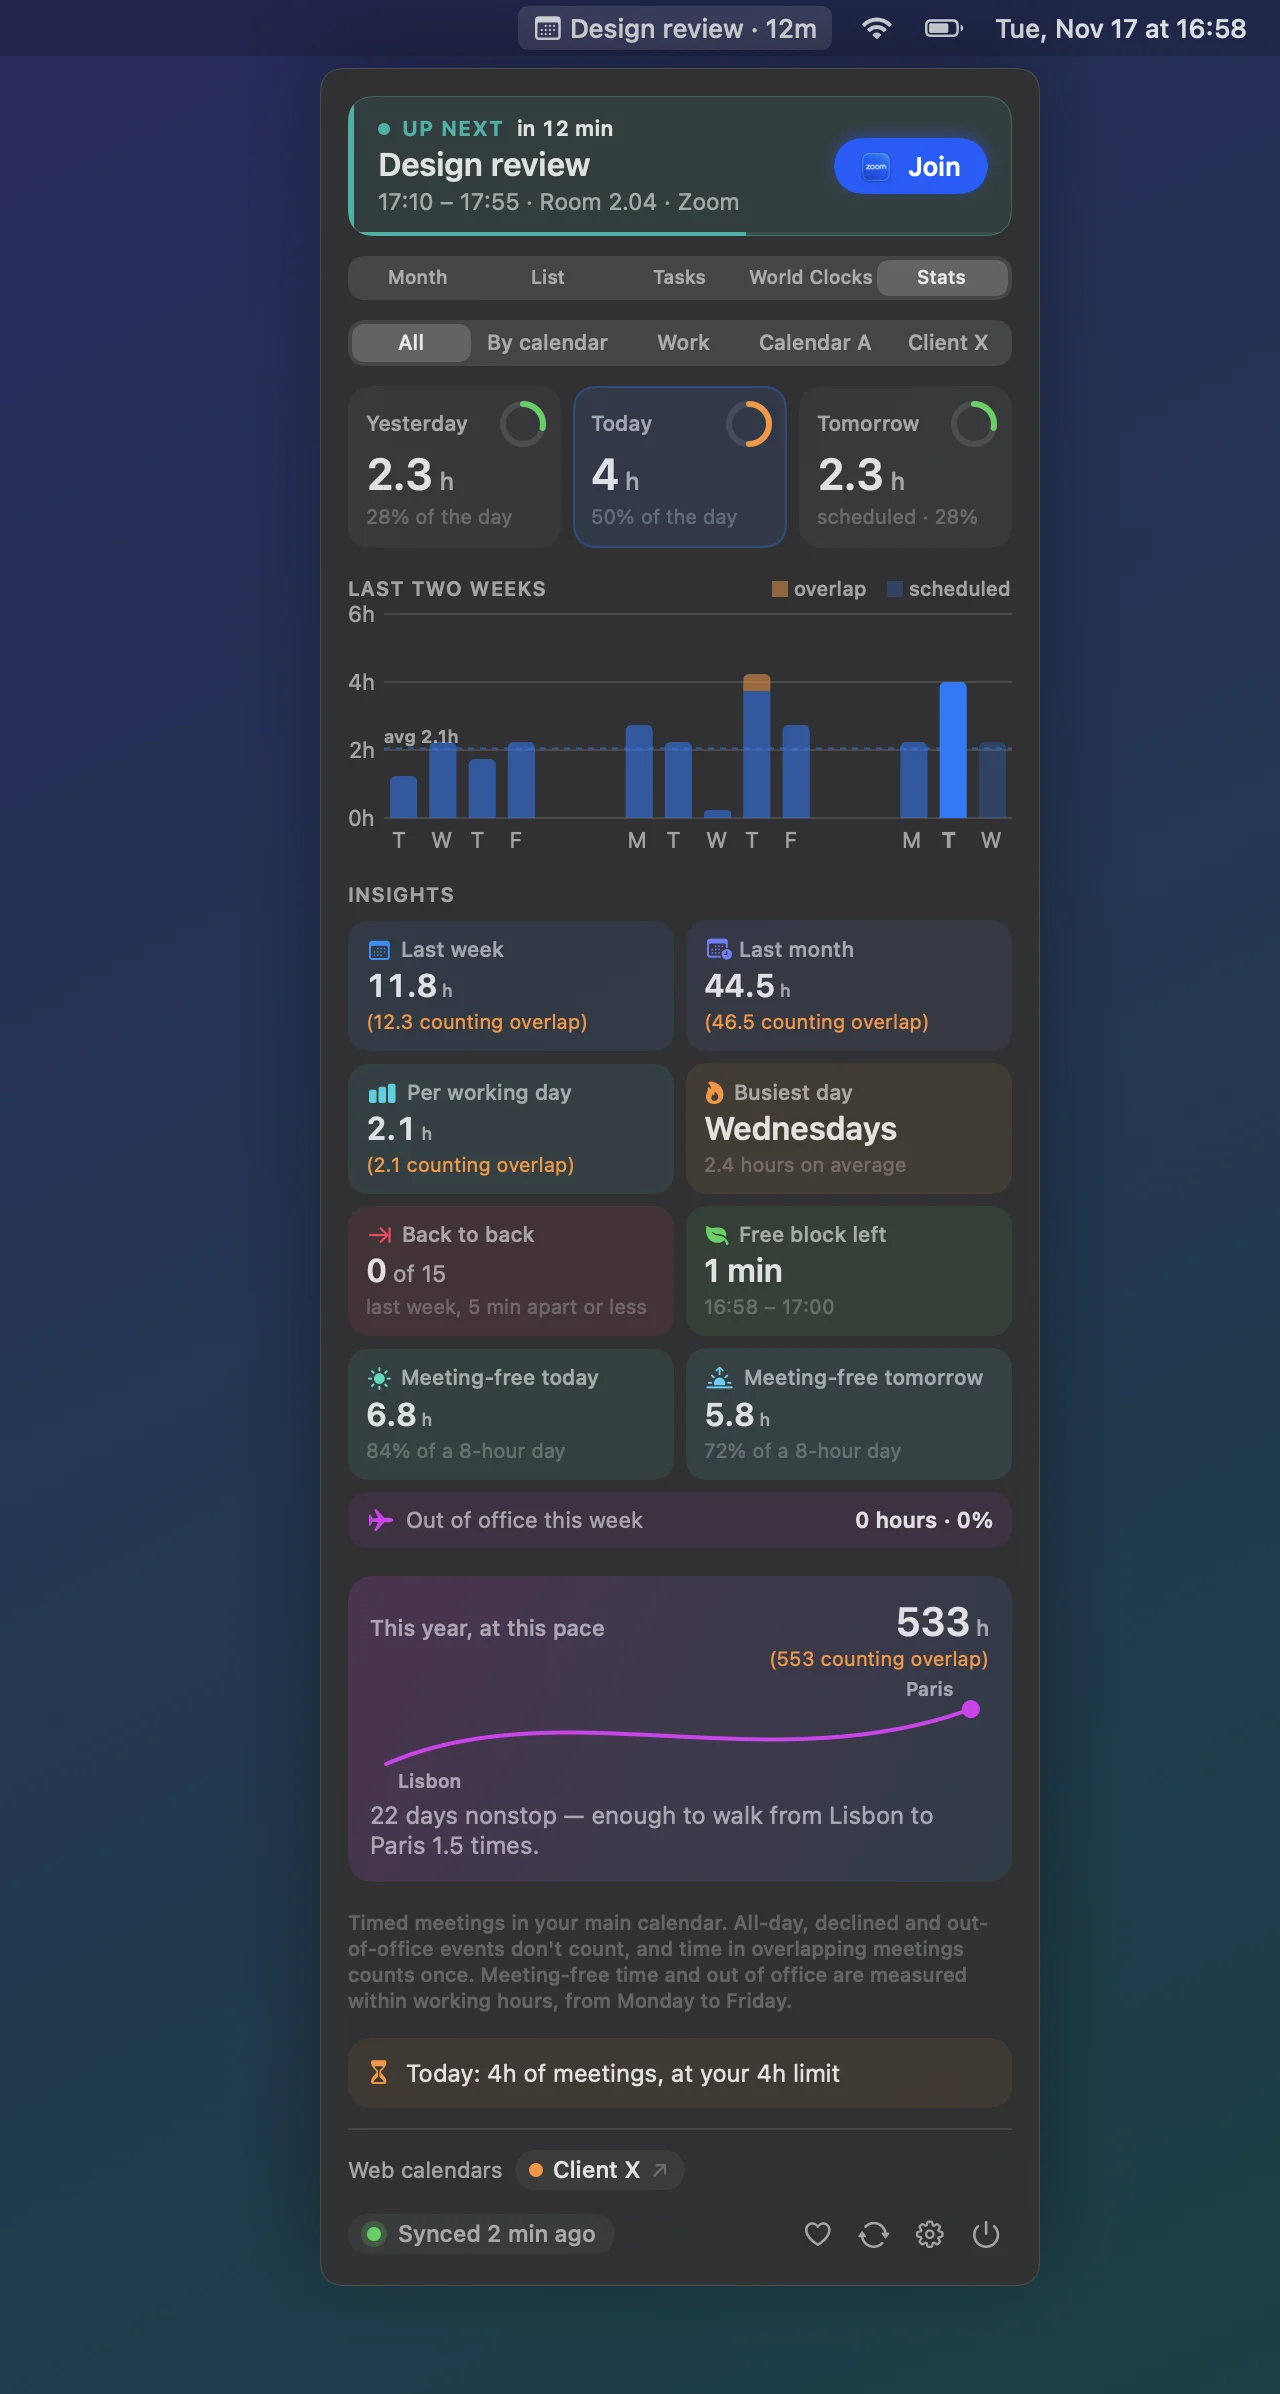 Design review · 12m
Tue, Nov 17 at 16:58
UP NEXT in 12 min
Design review
17:10 – 17:55 · Room 2.04 · Zoom
zoom Join
Month List Tasks World Clocks Stats
All By calendar Work Calendar A Client X
Yesterday
2.3 h
28% of the day
Today
4 h
50% of the day
Tomorrow
2.3 h
scheduled · 28%
LAST TWO WEEKS
overlap scheduled
6h
4h
avg 2.1h
2h
0h
T W T F M T W T F M T W
INSIGHTS
Last week
11.8 h
(12.3 counting overlap)
Last month
44.5 h
(46.5 counting overlap)
Per working day
2.1 h
(2.1 counting overlap)
Busiest day
Wednesdays
2.4 hours on average
Back to back
0 of 15
last week, 5 min apart or less
Free block left
1 min
16:58 – 17:00
Meeting-free today
6.8 h
84% of a 8-hour day
Meeting-free tomorrow
5.8 h
72% of a 8-hour day
Out of office this week 0 hours · 0%
This year, at this pace
533 h
(553 counting overlap)
Paris
Lisbon
22 days nonstop — enough to walk from Lisbon to
Paris 1.5 times.
Timed meetings in your main calendar. All-day, declined and out-
of-office events don't count, and time in overlapping meetings
counts once. Meeting-free time and out of office are measured
within working hours, from Monday to Friday.
Today: 4h of meetings, at your 4h limit
Web calendars Client X
Synced 2 min ago